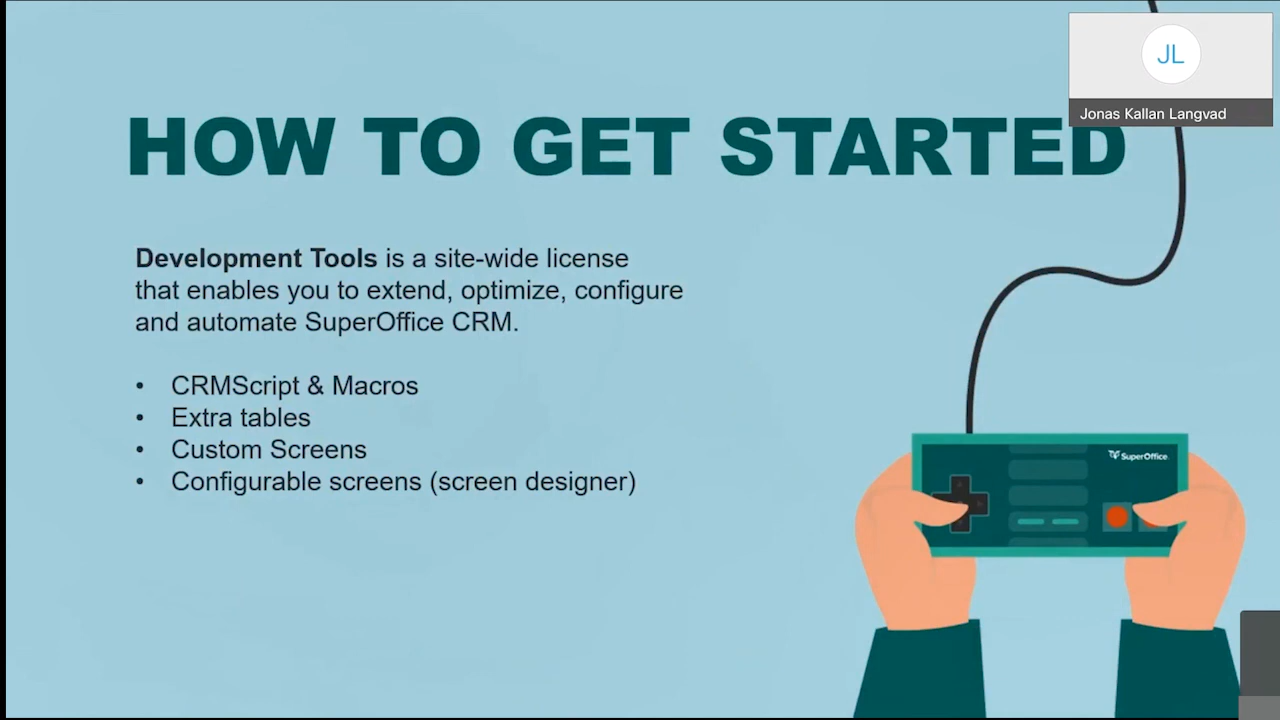 JL
Jonas Kallan Langvad
HOW TO GET STARTED
Development Tools is a site-wide license
that enables you to extend, optimize, configure
and automate SuperOffice CRM.
• CRMScript & Macros
• Extra tables
• Custom Screens
• Configurable screens (screen designer)
SuperOffice